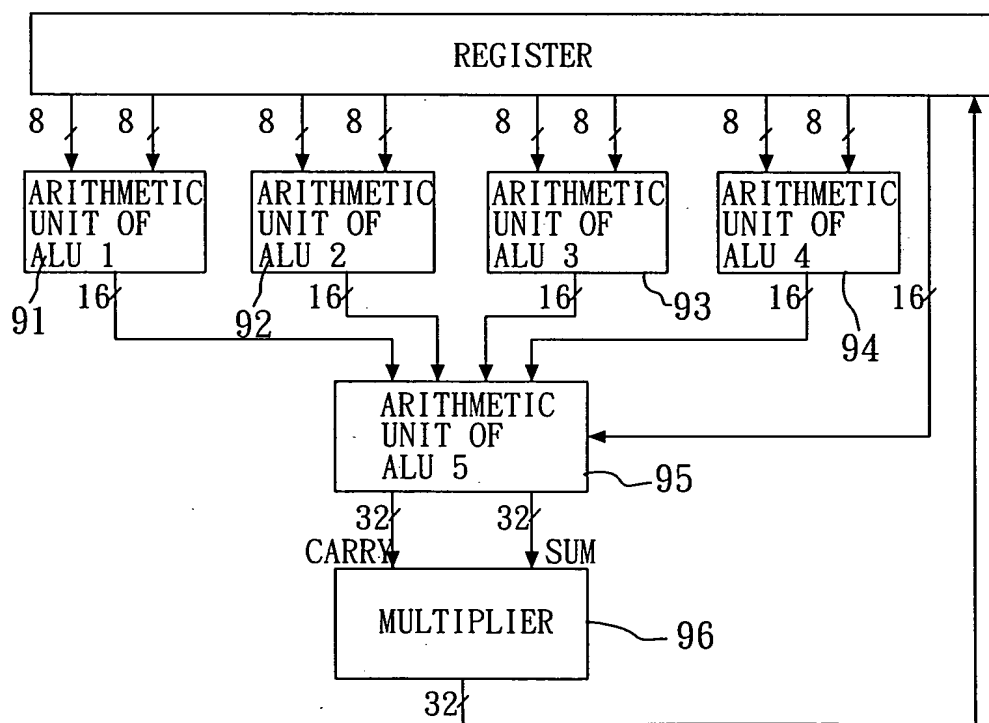 REGISTER
8 8 8 8 8 8 8 8
ARITHMETIC UNIT OF ALU 1
ARITHMETIC UNIT OF ALU 2
ARITHMETIC UNIT OF ALU 3
ARITHMETIC UNIT OF ALU 4
16 16 16 16 16
91 92 93 94
ARITHMETIC
UNIT OF
ALU 5
95
32 32
CARRY SUM
MULTIPLIER
96
32